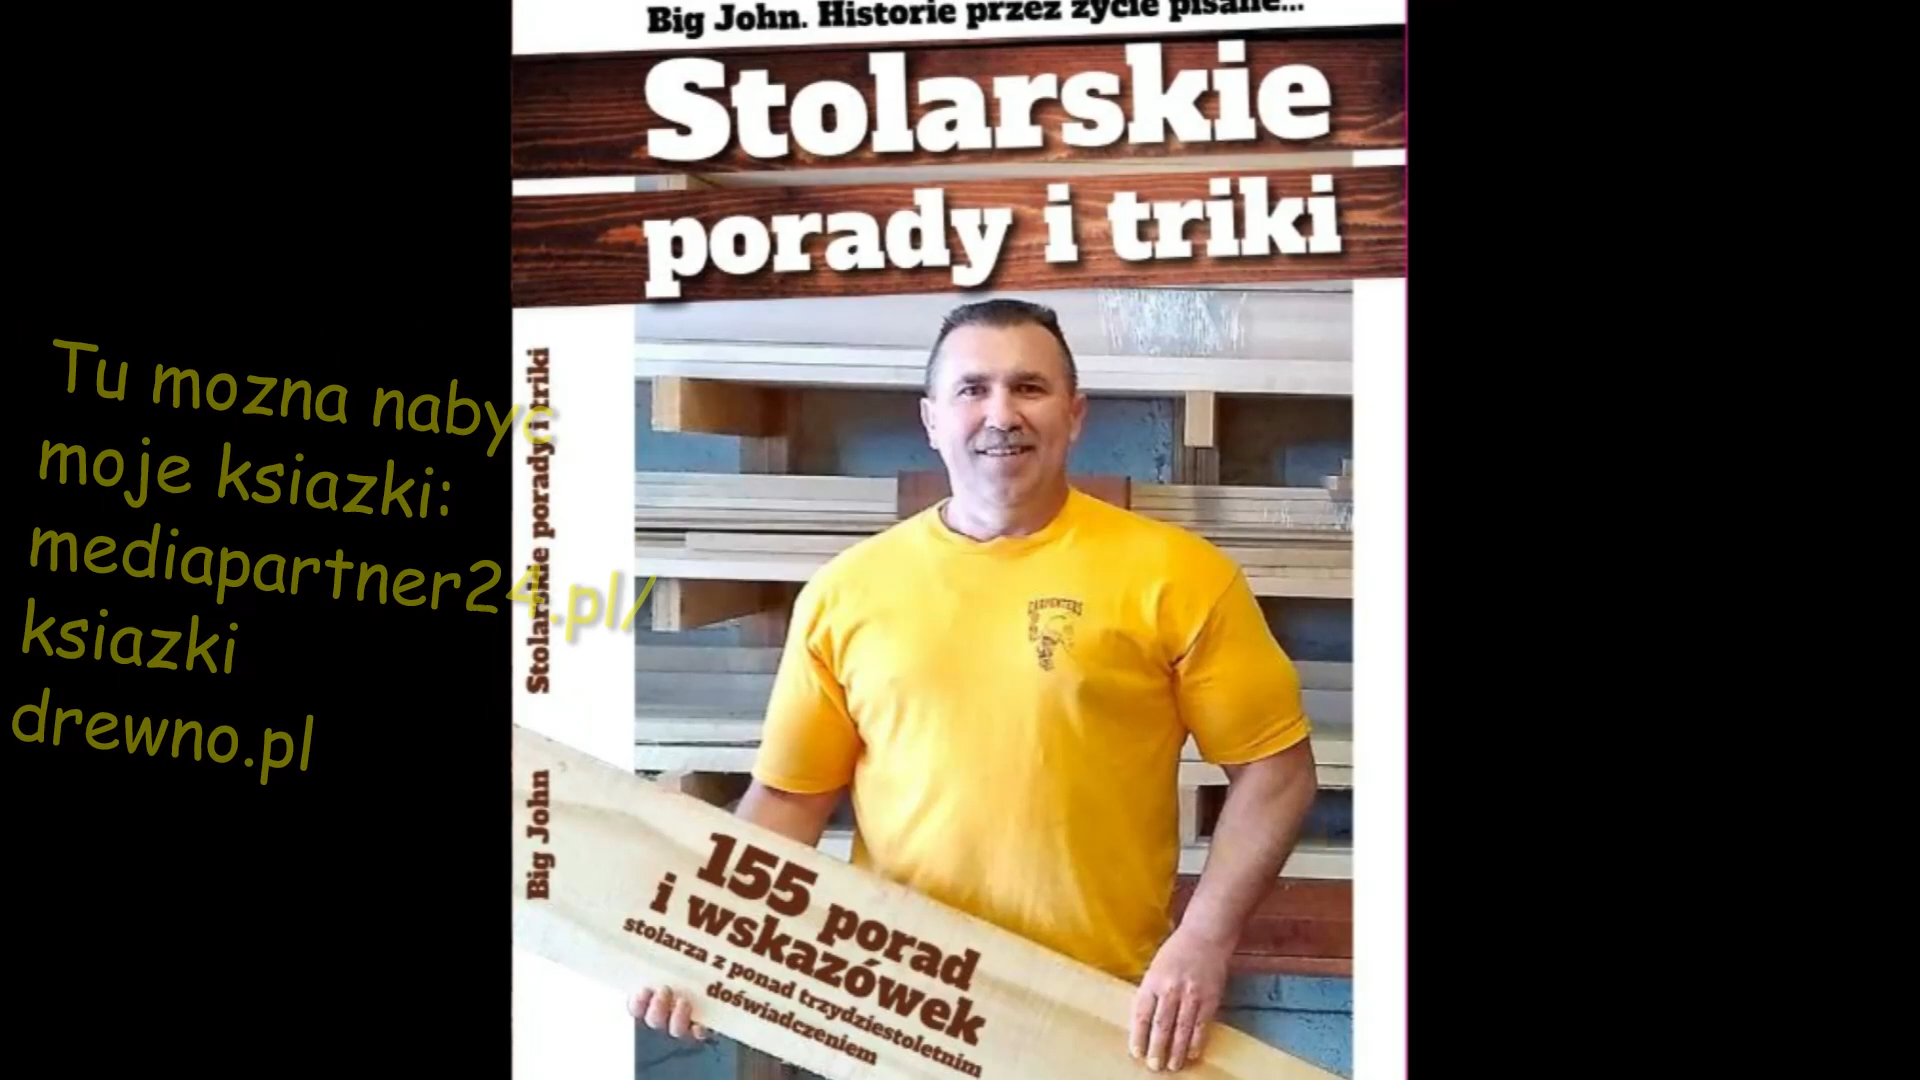 Big John. Historie przez życie pisane...
Stolarskie
porady i triki
Tu mozna nabyc
moje ksiazki:
mediapartner24.pl/
ksiazki
drewno.pl
Big John Stolarskie porady i triki
CARPENTERS
155 porad
i wskazówek
stolarza z ponad trzydziestoletnim
doświadczeniem